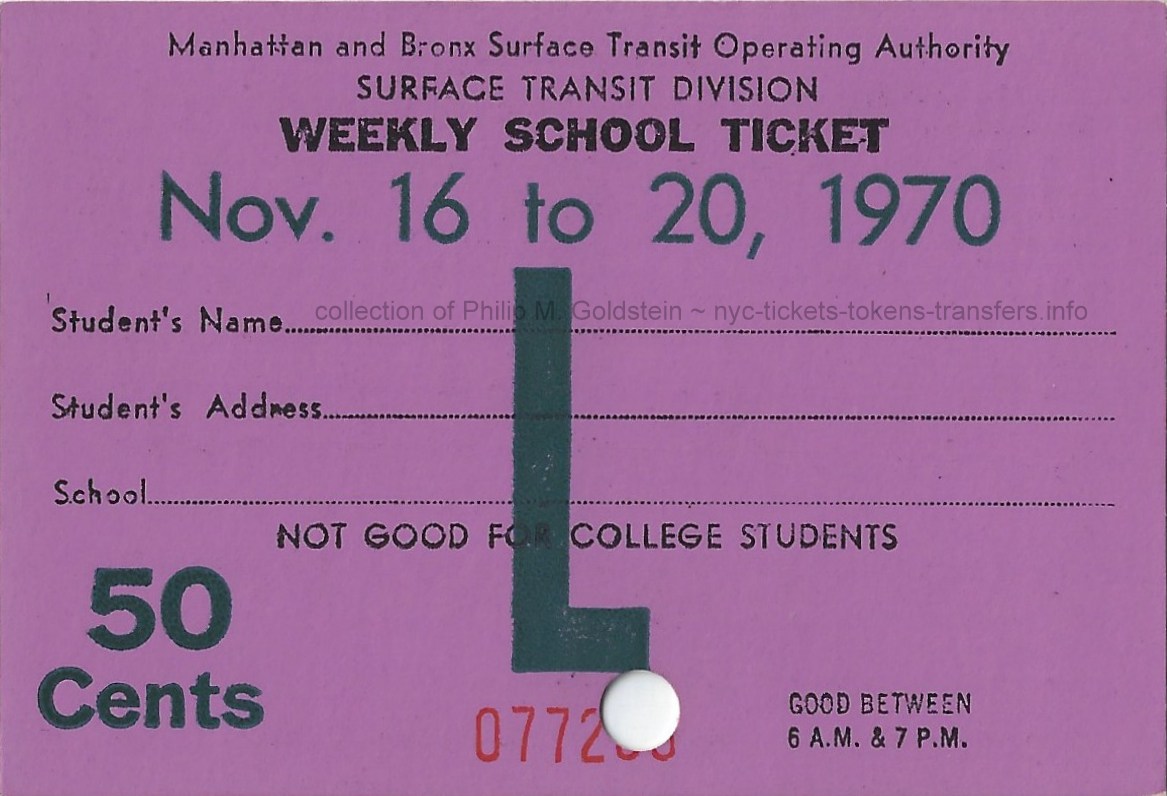 Manhattan and Bronx Surface Transit Operating Authority
SURFACE TRANSIT DIVISION
WEEKLY SCHOOL TICKET
Nov. 16 to 20, 1970
collection of Philip M. Goldstein ~ nyc-tickets-tokens-transfers.info
Student's Name
Student's Address
School
NOT GOOD FOR COLLEGE STUDENTS
L
50
Cents
GOOD BETWEEN
6 A.M. & 7 P.M.